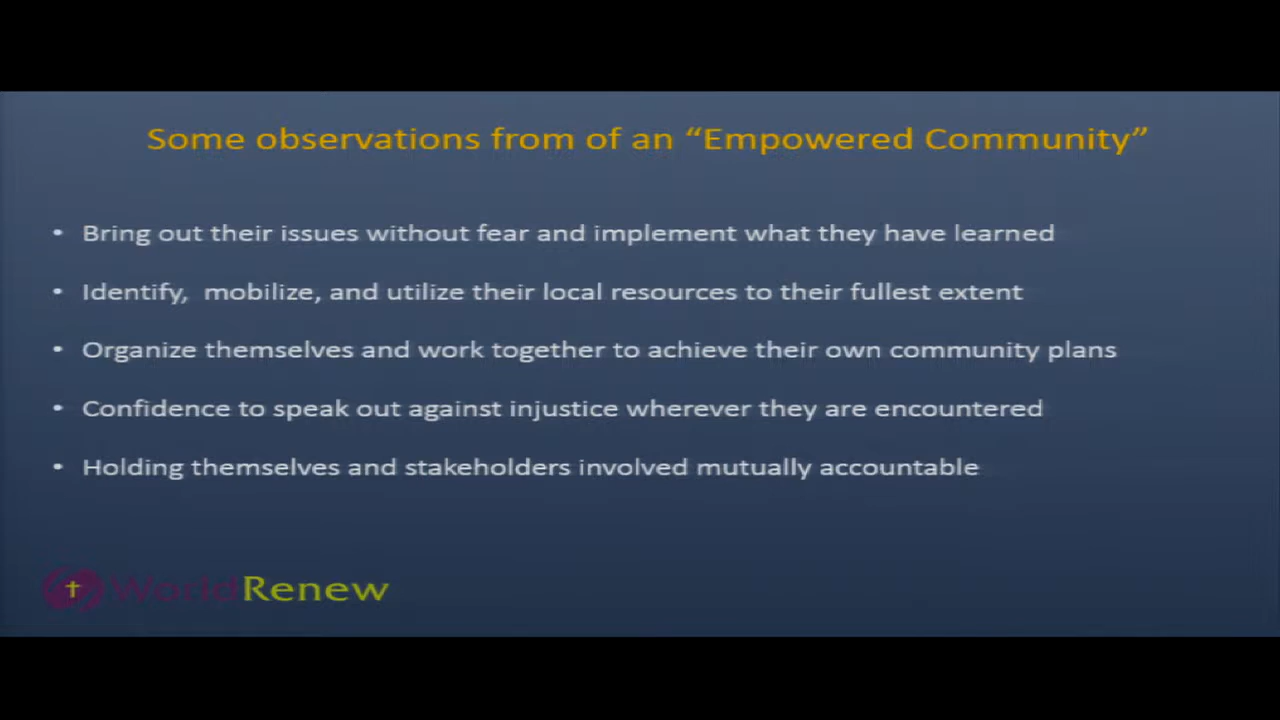 Some observations from of an “Empowered Community”
• Bring out their issues without fear and implement what they have learned
• Identify, mobilize, and utilize their local resources to their fullest extent
• Organize themselves and work together to achieve their own community plans
• Confidence to speak out against injustice wherever they are encountered
• Holding themselves and stakeholders involved mutually accountable
World Renew